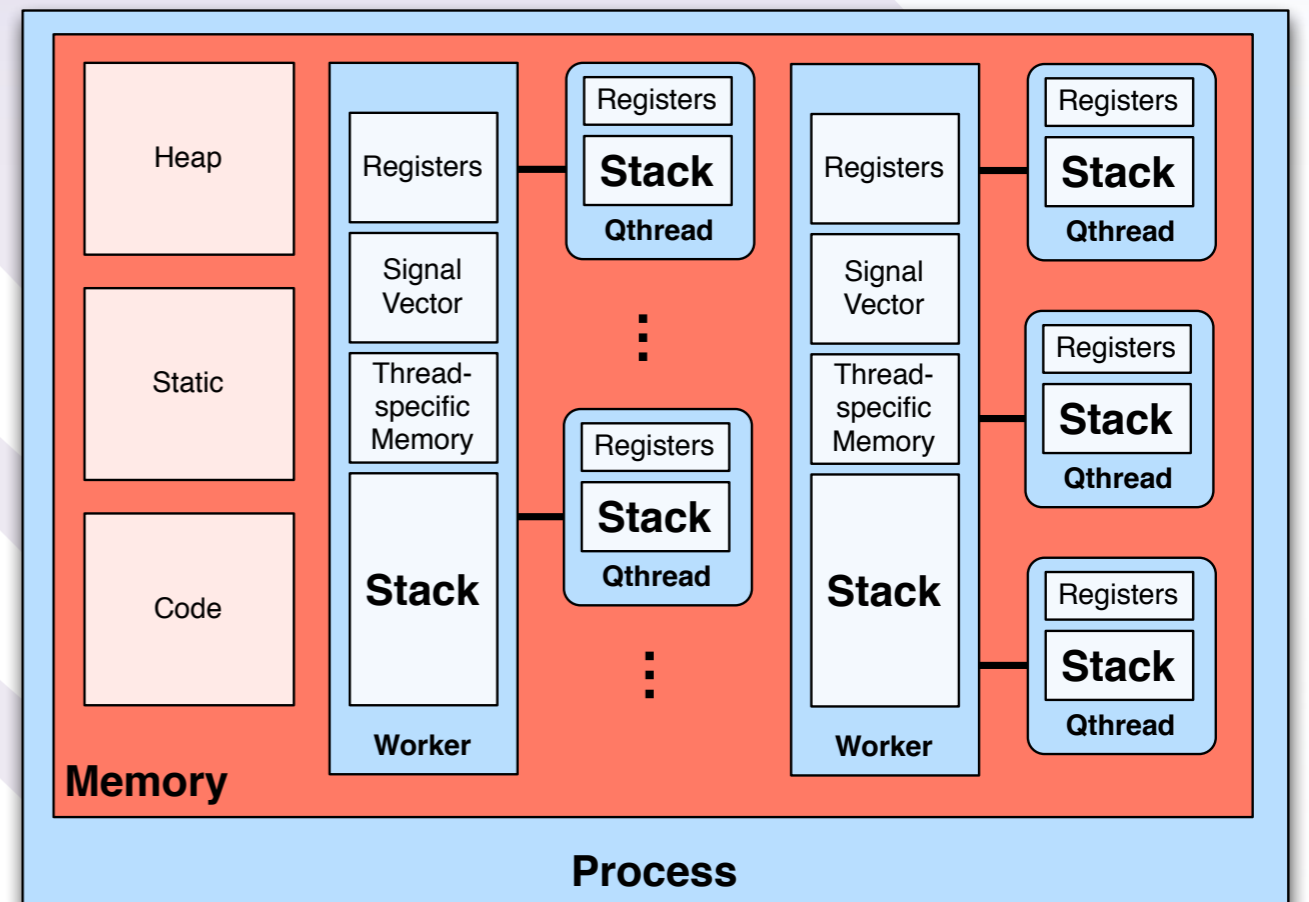 Heap
Static
Code
Memory
Registers
Signal
Vector
Thread-
specific
Memory
Stack
Worker
Registers
Stack
Qthread
Registers
Stack
Qthread
Registers
Signal
Vector
Thread-
specific
Memory
Stack
Worker
Registers
Stack
Qthread
Registers
Stack
Qthread
Registers
Stack
Qthread
Process